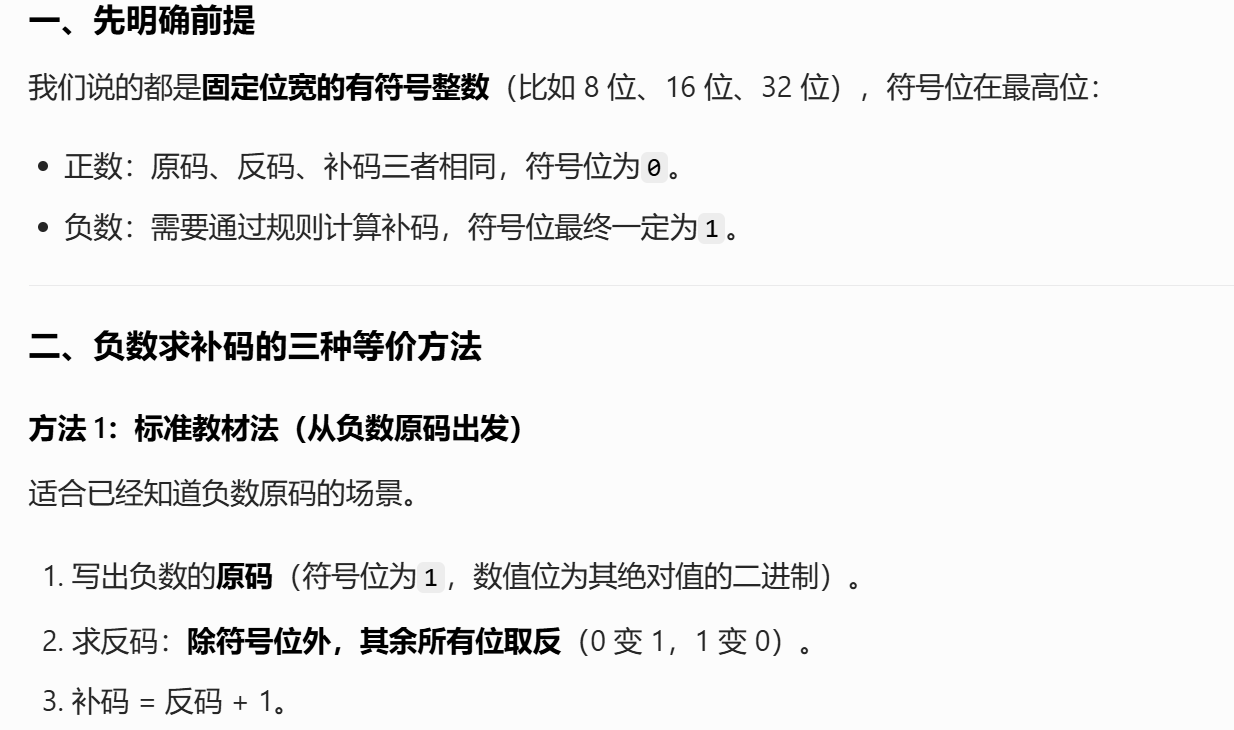 一、先明确前提
我们说的都是固定位宽的有符号整数（比如 8 位、16 位、32 位），符号位在最高位：
• 正数：原码、反码、补码三者相同，符号位为0。
• 负数：需要通过规则计算补码，符号位最终一定为1。
二、负数求补码的三种等价方法
方法 1：标准教材法（从负数原码出发）
适合已经知道负数原码的场景。
1. 写出负数的原码（符号位为1，数值位为其绝对值的二进制）。
2. 求反码：除符号位外，其余所有位取反（0 变 1，1 变 0）。
3. 补码 = 反码 + 1。